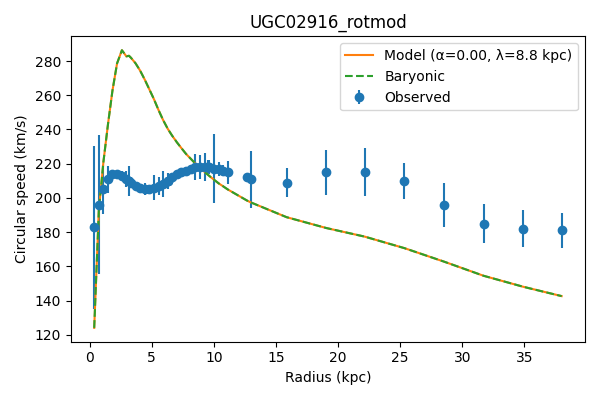 UGC02916_rotmod
Circular speed (km/s)
280
260
240
220
200
180
160
140
120
Model (α=0.00, λ=8.8 kpc)
Baryonic
Observed
0 5 10 15 20 25 30 35
Radius (kpc)